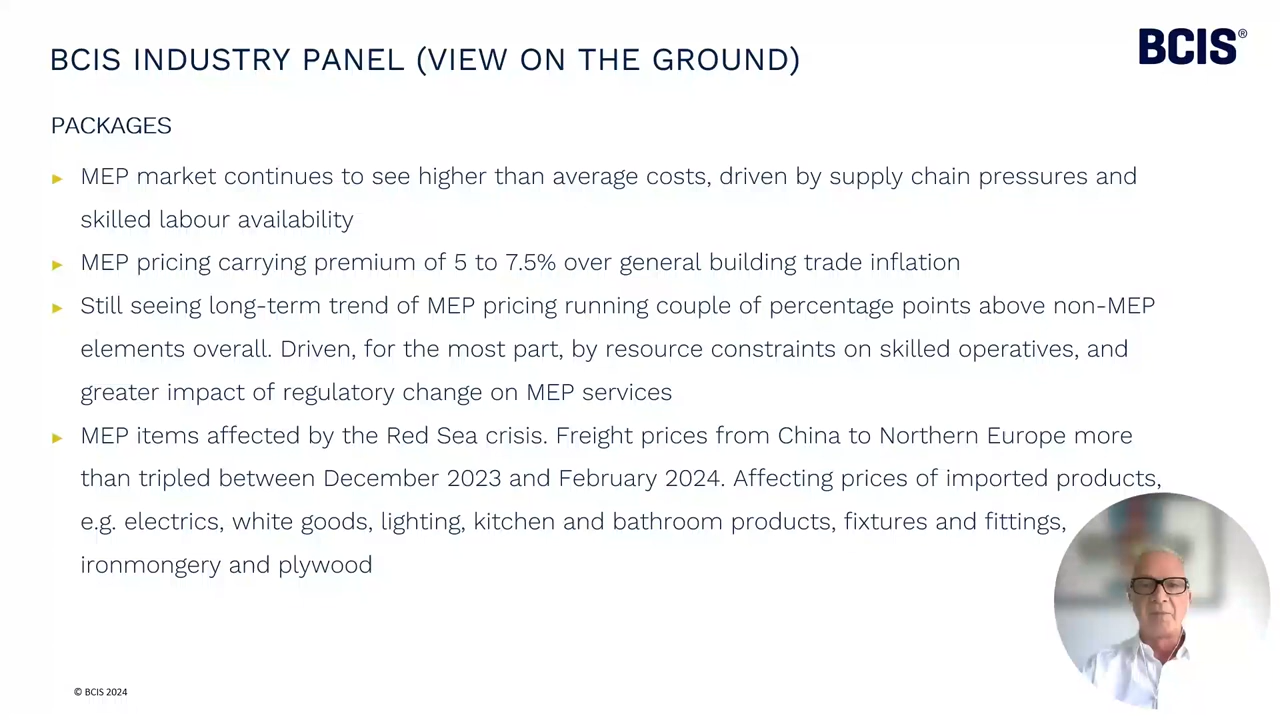 BCIS INDUSTRY PANEL (VIEW ON THE GROUND)
BCIS®
PACKAGES
► MEP market continues to see higher than average costs, driven by supply chain pressures and
skilled labour availability
► MEP pricing carrying premium of 5 to 7.5% over general building trade inflation
► Still seeing long-term trend of MEP pricing running couple of percentage points above non-MEP
elements overall. Driven, for the most part, by resource constraints on skilled operatives, and
greater impact of regulatory change on MEP services
► MEP items affected by the Red Sea crisis. Freight prices from China to Northern Europe more
than tripled between December 2023 and February 2024. Affecting prices of imported products,
e.g. electrics, white goods, lighting, kitchen and bathroom products, fixtures and fittings,
ironmongery and plywood
© BCIS 2024